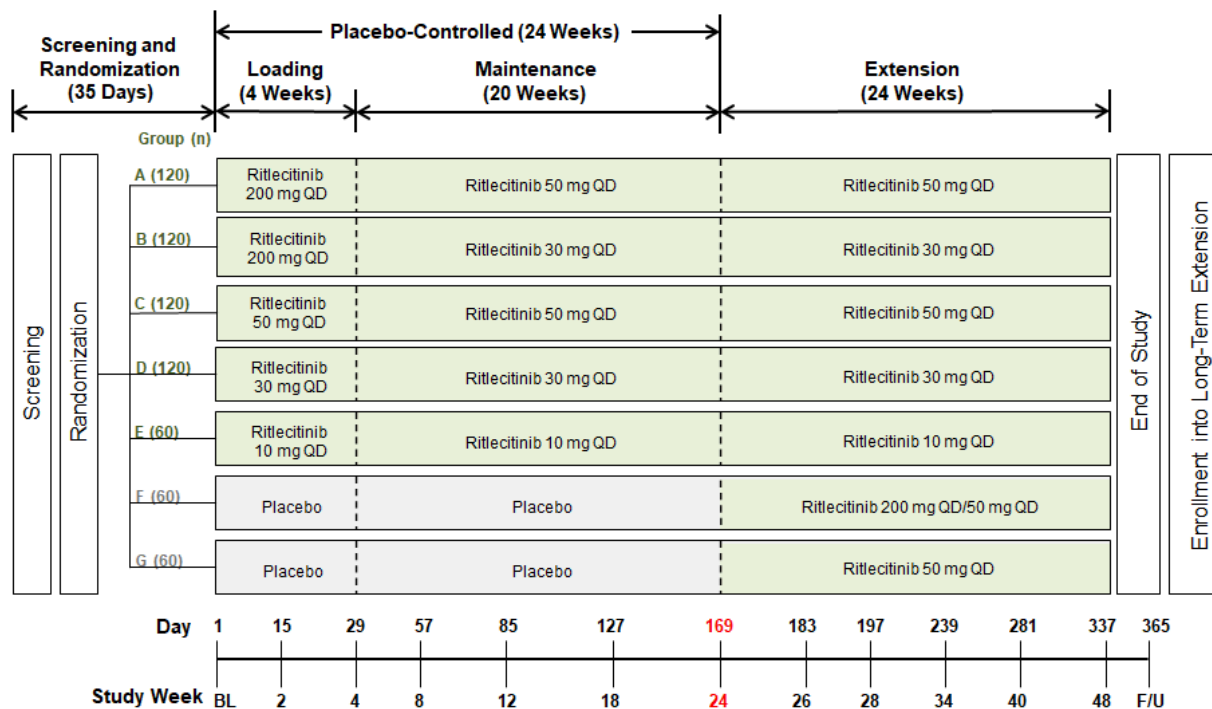 Placebo-Controlled (24 Weeks)
Screening and
Randomization
(35 Days)
Loading
(4 Weeks)
Maintenance
(20 Weeks)
Extension
(24 Weeks)
Group (n)
Screening
Randomization
A (120)
Ritlecitinib
200 mg QD
Ritlecitinib 50 mg QD
Ritlecitinib 50 mg QD
B (120)
Ritlecitinib
200 mg QD
Ritlecitinib 30 mg QD
Ritlecitinib 30 mg QD
C (120)
Ritlecitinib
50 mg QD
Ritlecitinib 50 mg QD
Ritlecitinib 50 mg QD
D (120)
Ritlecitinib
30 mg QD
Ritlecitinib 30 mg QD
Ritlecitinib 30 mg QD
E (60)
Ritlecitinib
10 mg QD
Ritlecitinib 10 mg QD
Ritlecitinib 10 mg QD
F (60)
Placebo
Placebo
Ritlecitinib 200 mg QD/50 mg QD
G (60)
Placebo
Placebo
Ritlecitinib 50 mg QD
End of Study
Enrollment into Long-Term Extension
Day 1 15 29 57 85 127 169 183 197 239 281 337 365
Study Week BL 2 4 8 12 18 24 26 28 34 40 48 F/U